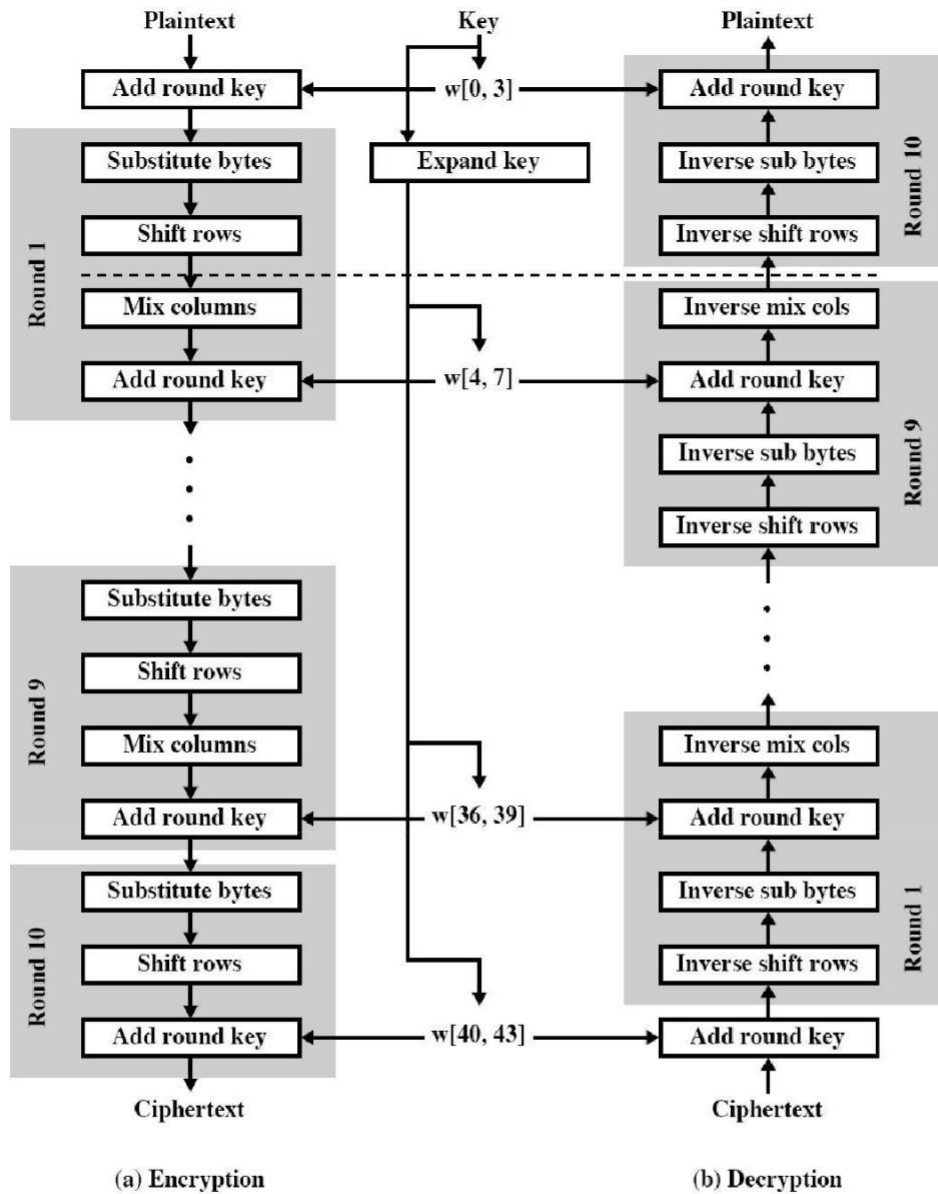 Plaintext
Key
Plaintext
Add round key
w[0, 3]
Add round key
Substitute bytes
Expand key
Inverse sub bytes
Shift rows
Inverse shift rows
Round 1
Round 10
Mix columns
Inverse mix cols
Add round key
w[4, 7]
Add round key
Inverse sub bytes
Round 9
Inverse shift rows
Substitute bytes
Shift rows
Round 9
Mix columns
Inverse mix cols
Add round key
w[36, 39]
Add round key
Substitute bytes
Inverse sub bytes
Round 1
Shift rows
Inverse shift rows
Round 10
Add round key
w[40, 43]
Add round key
Ciphertext
Ciphertext
(a) Encryption
(b) Decryption